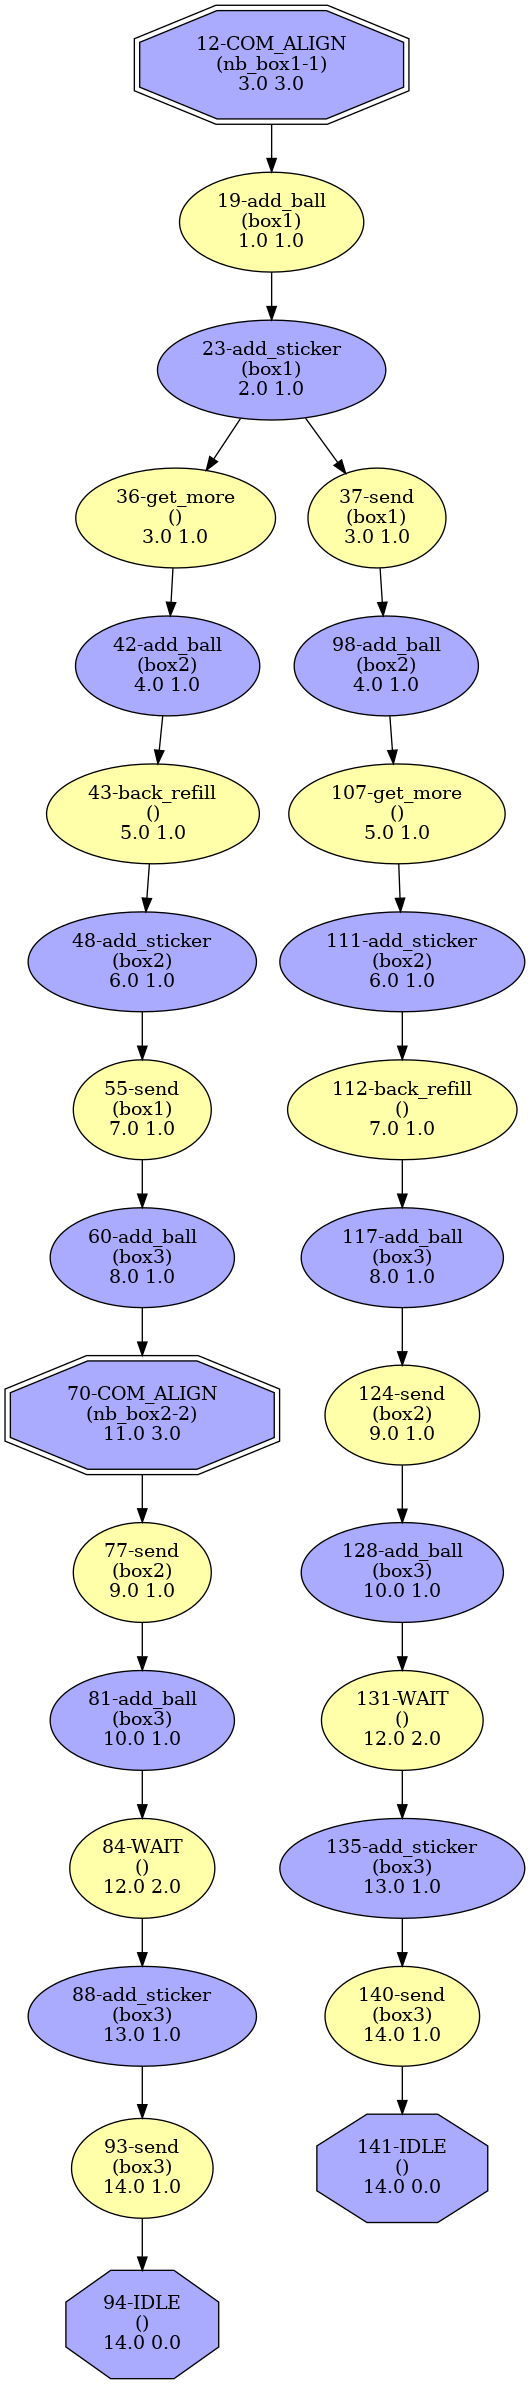 12-COM_ALIGN
(nb_box1-1)
3.0 3.0
19-add_ball
(box1)
1.0 1.0
23-add_sticker
(box1)
2.0 1.0
36-get_more
()
3.0 1.0
37-send
(box1)
3.0 1.0
42-add_ball
(box2)
4.0 1.0
98-add_ball
(box2)
4.0 1.0
43-back_refill
()
5.0 1.0
107-get_more
()
5.0 1.0
48-add_sticker
(box2)
6.0 1.0
111-add_sticker
(box2)
6.0 1.0
55-send
(box1)
7.0 1.0
112-back_refill
()
7.0 1.0
60-add_ball
(box3)
8.0 1.0
117-add_ball
(box3)
8.0 1.0
70-COM_ALIGN
(nb_box2-2)
11.0 3.0
124-send
(box2)
9.0 1.0
77-send
(box2)
9.0 1.0
128-add_ball
(box3)
10.0 1.0
81-add_ball
(box3)
10.0 1.0
131-WAIT
()
12.0 2.0
84-WAIT
()
12.0 2.0
135-add_sticker
(box3)
13.0 1.0
88-add_sticker
(box3)
13.0 1.0
140-send
(box3)
14.0 1.0
93-send
(box3)
14.0 1.0
141-IDLE
()
14.0 0.0
94-IDLE
()
14.0 0.0